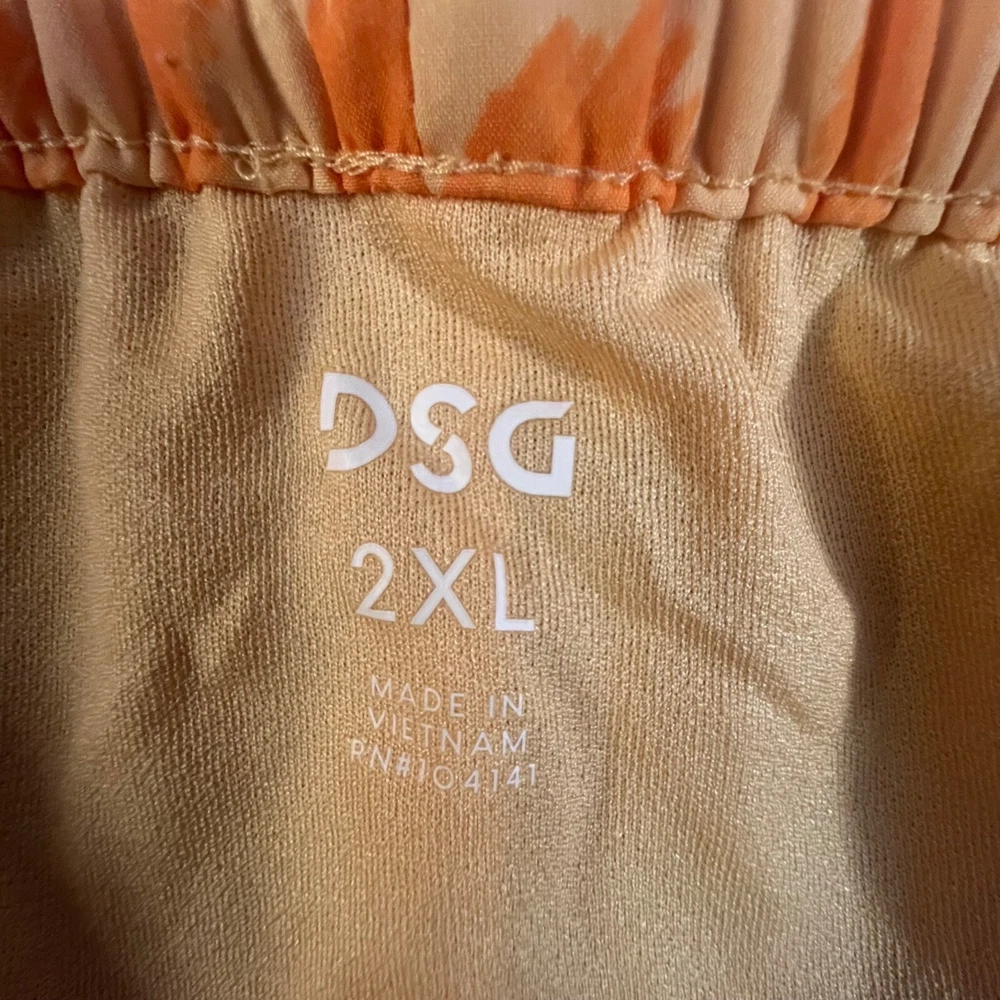 DSG
2XL
MADE IN
VIETNAM
PN#104141